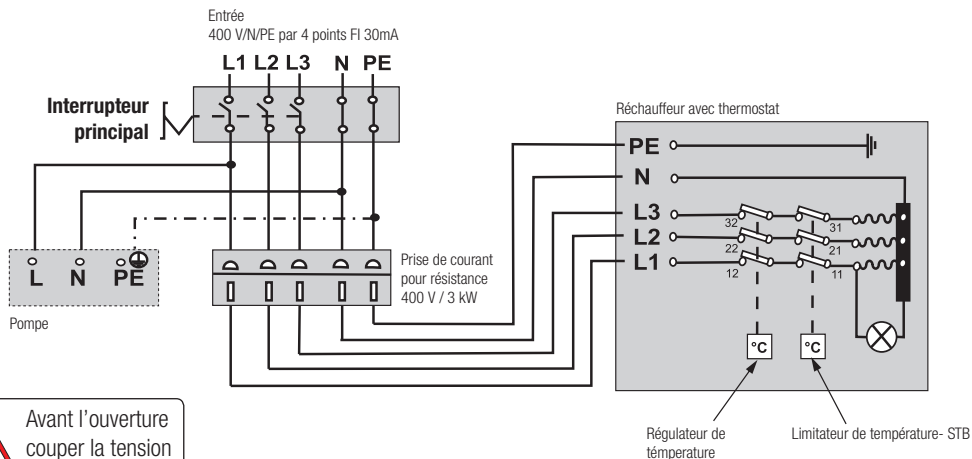 Entrée
400 V/N/PE par 4 points FI 30mA
L1 L2 L3 N PE
Interrupteur
principal
Réchauffeur avec thermostat
PE
N
L3
32 31
L2
22 21
L1
12 11
L N PE
Pompe
Prise de courant
pour résistance
400 V / 3 kW
°C °C
Régulateur de
témperature
Limitateur de température- STB
Avant l’ouverture
couper la tension